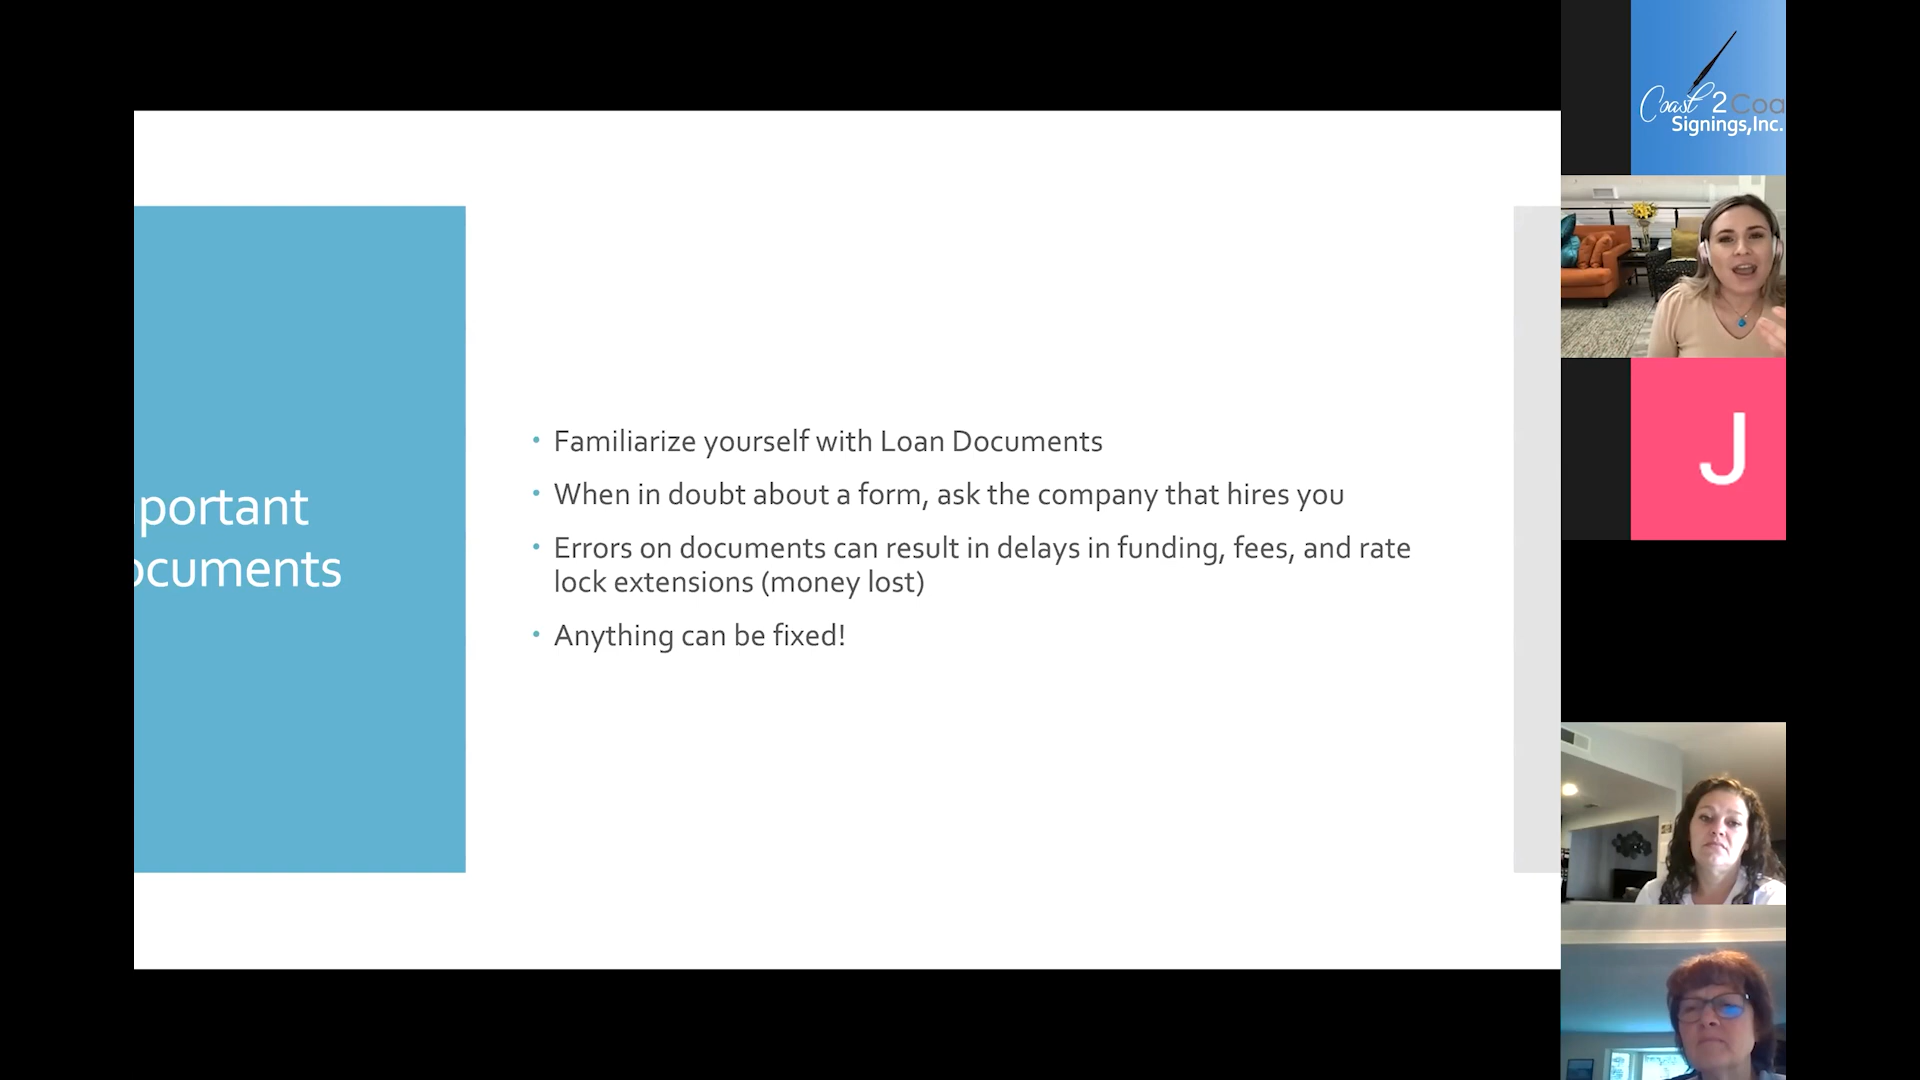 portant
ocuments
• Familiarize yourself with Loan Documents
• When in doubt about a form, ask the company that hires you
• Errors on documents can result in delays in funding, fees, and rate
lock extensions (money lost)
• Anything can be fixed!
Coast 2 Coa
Signings,Inc.
J